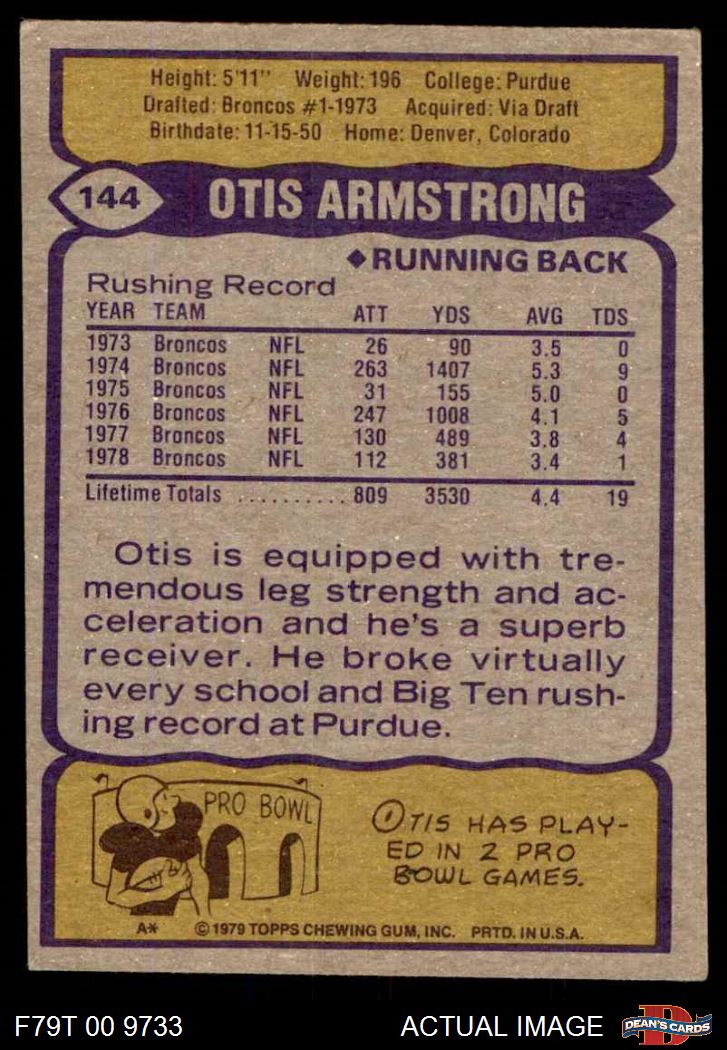 Height: 5'11" Weight: 196 College: Purdue
Drafted: Broncos #1-1973 Acquired: Via Draft
Birthdate: 11-15-50 Home: Denver, Colorado
144 OTIS ARMSTRONG
◆RUNNING BACK
Rushing Record
YEAR TEAM ATT YDS AVG TDS
1973 Broncos NFL 26 90 3.5 0
1974 Broncos NFL 263 1407 5.3 9
1975 Broncos NFL 31 155 5.0 0
1976 Broncos NFL 247 1008 4.1 5
1977 Broncos NFL 130 489 3.8 4
1978 Broncos NFL 112 381 3.4 1
Lifetime Totals .......... 809 3530 4.4 19
Otis is equipped with tre-
mendous leg strength and ac-
celeration and he's a superb
receiver. He broke virtually
every school and Big Ten rush-
ing record at Purdue.
PRO BOWL
OTIS HAS PLAY-
ED IN 2 PRO
BOWL GAMES.
A* © 1979 TOPPS CHEWING GUM, INC. PRTD. IN U.S.A.
F79T 00 9733 ACTUAL IMAGE D DEAN'S CARDS